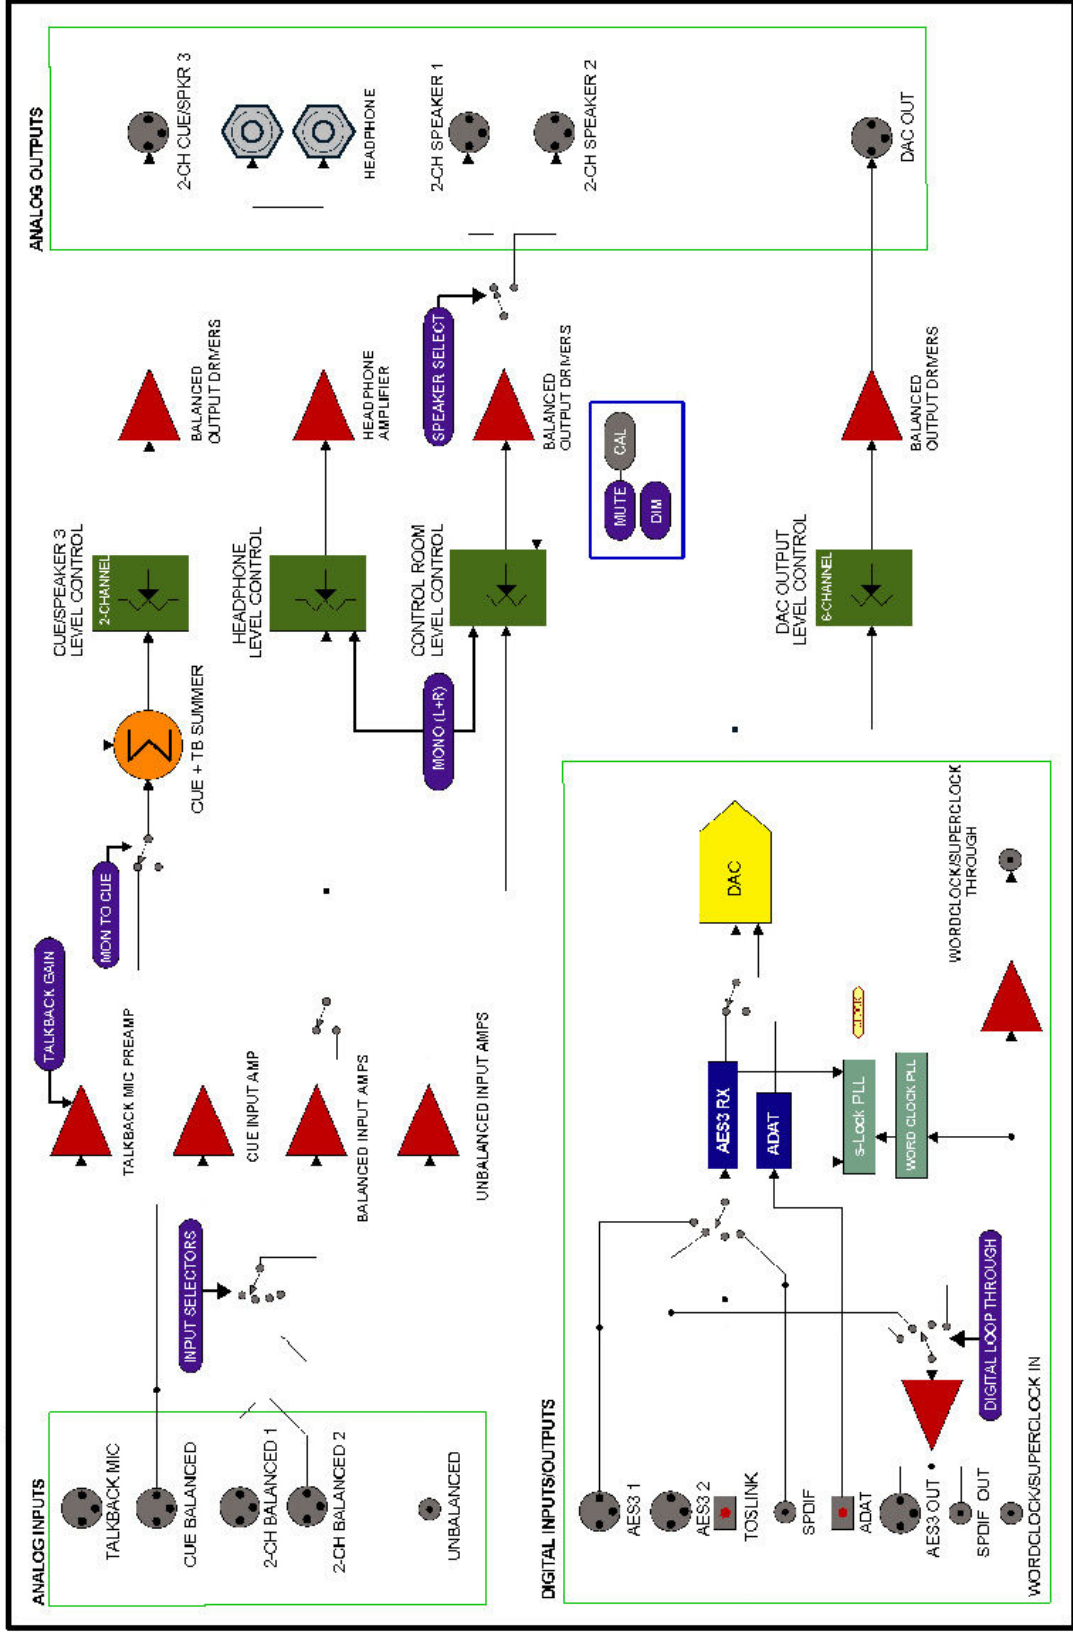 ANALOG INPUTS
TALKBACK MIC
CUE BALANCED
2-CH BALANCED 1
2-CH BALANCED 2
UNBALANCED
INPUT SELECTORS
TALKBACK GAIN
TALKBACK MIC PREAMP
CUE INPUT AMP
BALANCED INPUT AMPS
UNBALANCED INPUT AMPS
MON TO CUE
CUE + TB SUMMER
MONO (L+R)
CUE/SPEAKER 3
LEVEL CONTROL
2-CHANNEL
HEADPHONE
LEVEL CONTROL
CONTROL ROOM
LEVEL CONTROL
DAC OUTPUT
LEVEL CONTROL
6-CHANNEL
BALANCED
OUTPUT DRIVERS
HEADPHONE
AMPLIFIER
SPEAKER SELECT
BALANCED
OUTPUT DRIVERS
MUTE
CAL
DIM
BALANCED
OUTPUT DRIVERS
ANALOG OUTPUTS
2-CH CUE/SPKR 3
HEADPHONE
2-CH SPEAKER 1
2-CH SPEAKER 2
DAC OUT
DIGITAL INPUTS/OUTPUTS
AES3 1
AES3 2
TOSLINK
SPDIF
ADAT
AES3 OUT
SPDIF OUT
WORDCLOCK/SUPERCLOCK IN
DIGITAL LOOP THROUGH
AES3 RX
ADAT
s-Lock PLL
WORD CLOCK PLL
CLOCK
DAC
WORDCLOCK/SUPERCLOCK
THROUGH